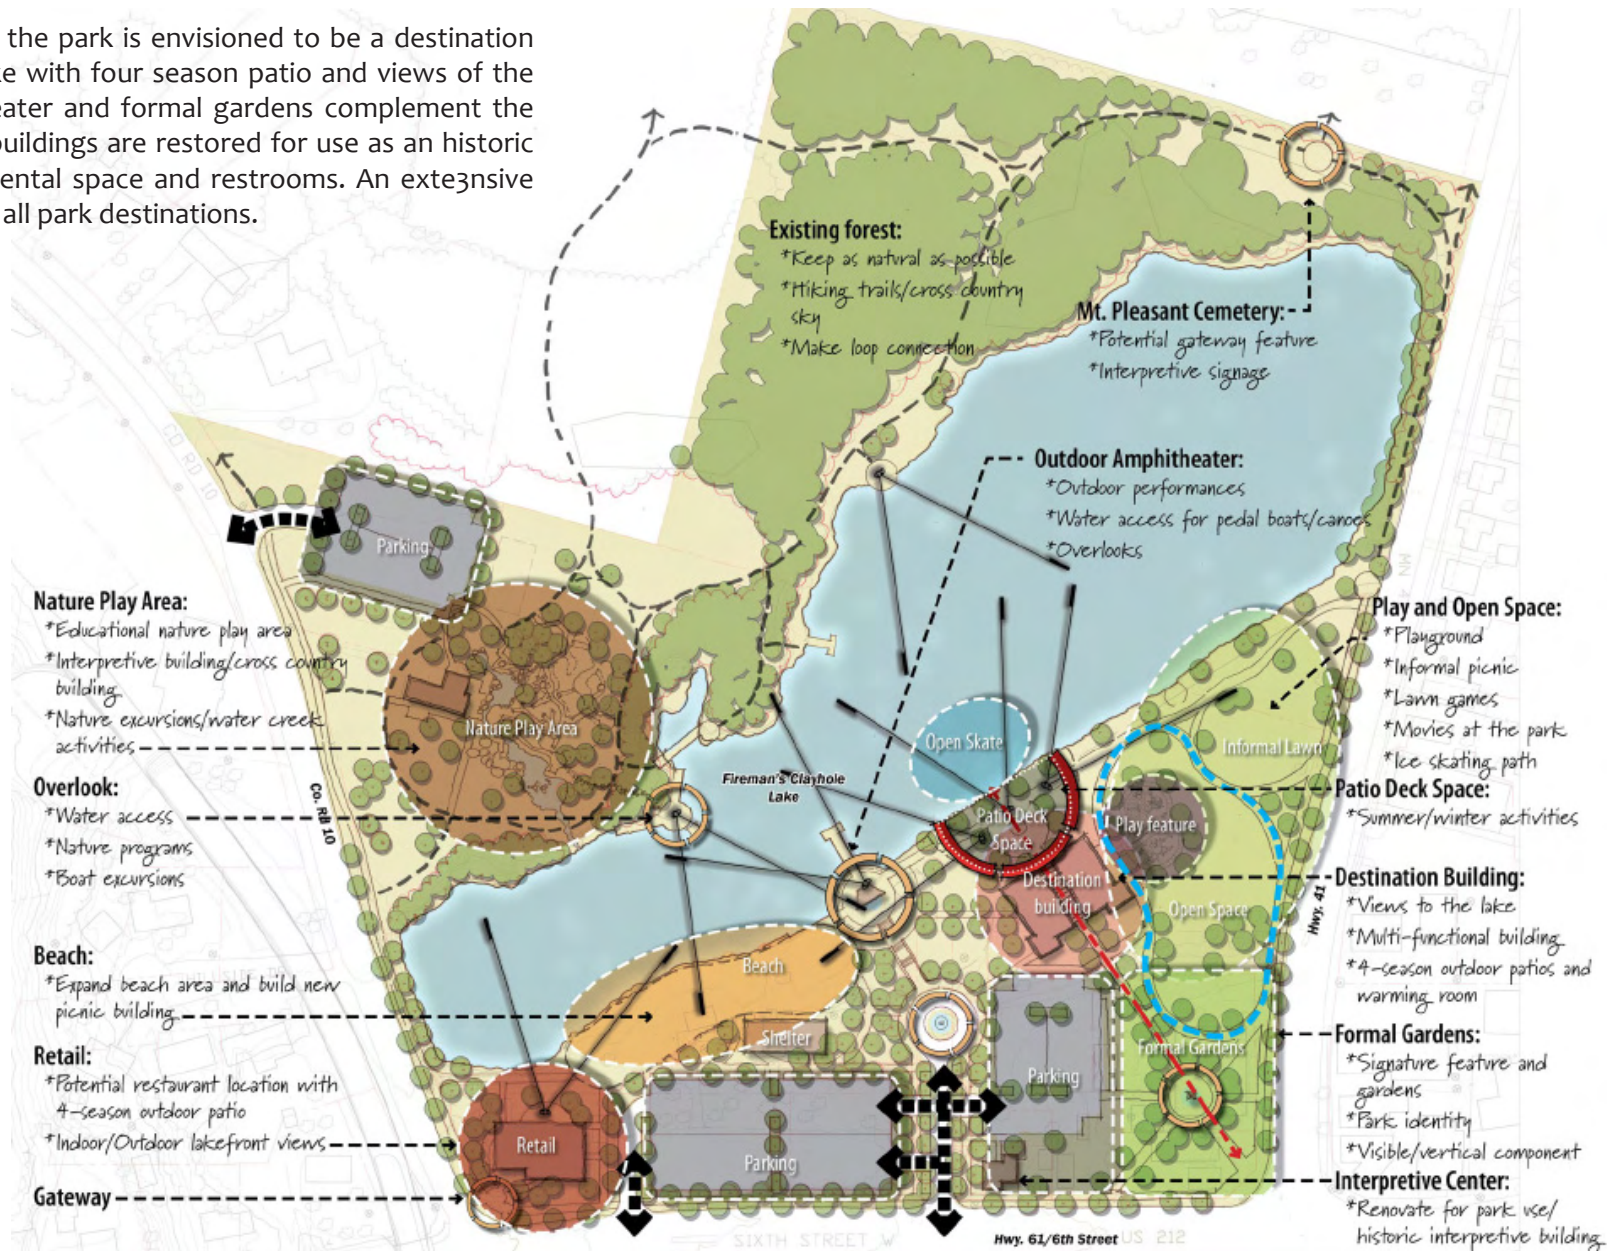 the park is envisioned to be a destination
ke with four season patio and views of the
eater and formal gardens complement the
buildings are restored for use as an historic
ental space and restrooms. An exte3nsive
all park destinations.
Existing forest:
*Keep as natural as possible
*Hiking trails/cross country
sky
*Make loop connection
Mt. Pleasant Cemetery:
*Potential gateway feature
*Interpretive signage
Outdoor Amphitheater:
*Outdoor performances
*Water access for pedal boats/canoes
*Overlooks
CO RD 10
Parking
Nature Play Area:
*Educational nature play area
*Interpretive building/cross country
building
*Nature excursions/water creek
activities
Nature Play Area
Overlook:
*Water access
*Nature programs
*Boat excursions
Co. RD 10
Beach:
*Expand beach area and build new
picnic building
Retail:
*Potential restaurant location with
4-season outdoor patio
*Indoor/Outdoor lakefront views
Gateway
Fireman's Clayhole
Lake
Open Skate
Patio Deck
Space
Destination
building
Beach
Shelter
Retail
Parking
Parking
Informal Lawn
Play feature
Open Space
Formal Gardens
MN
Hwy. 41
Play and Open Space:
*Playground
*Informal picnic
*Lawn games
*Movies at the park
*Ice skating path
Patio Deck Space:
*Summer/winter activities
Destination Building:
*Views to the lake
*Multi-functional building
*4-season outdoor patios and
warming room
Formal Gardens:
*Signature feature and
gardens
*Park identity
*Visible/vertical component
Interpretive Center:
*Renovate for park use/
historic interpretive building
SIXTH STREET W
Hwy. 61/6th Street
US 212